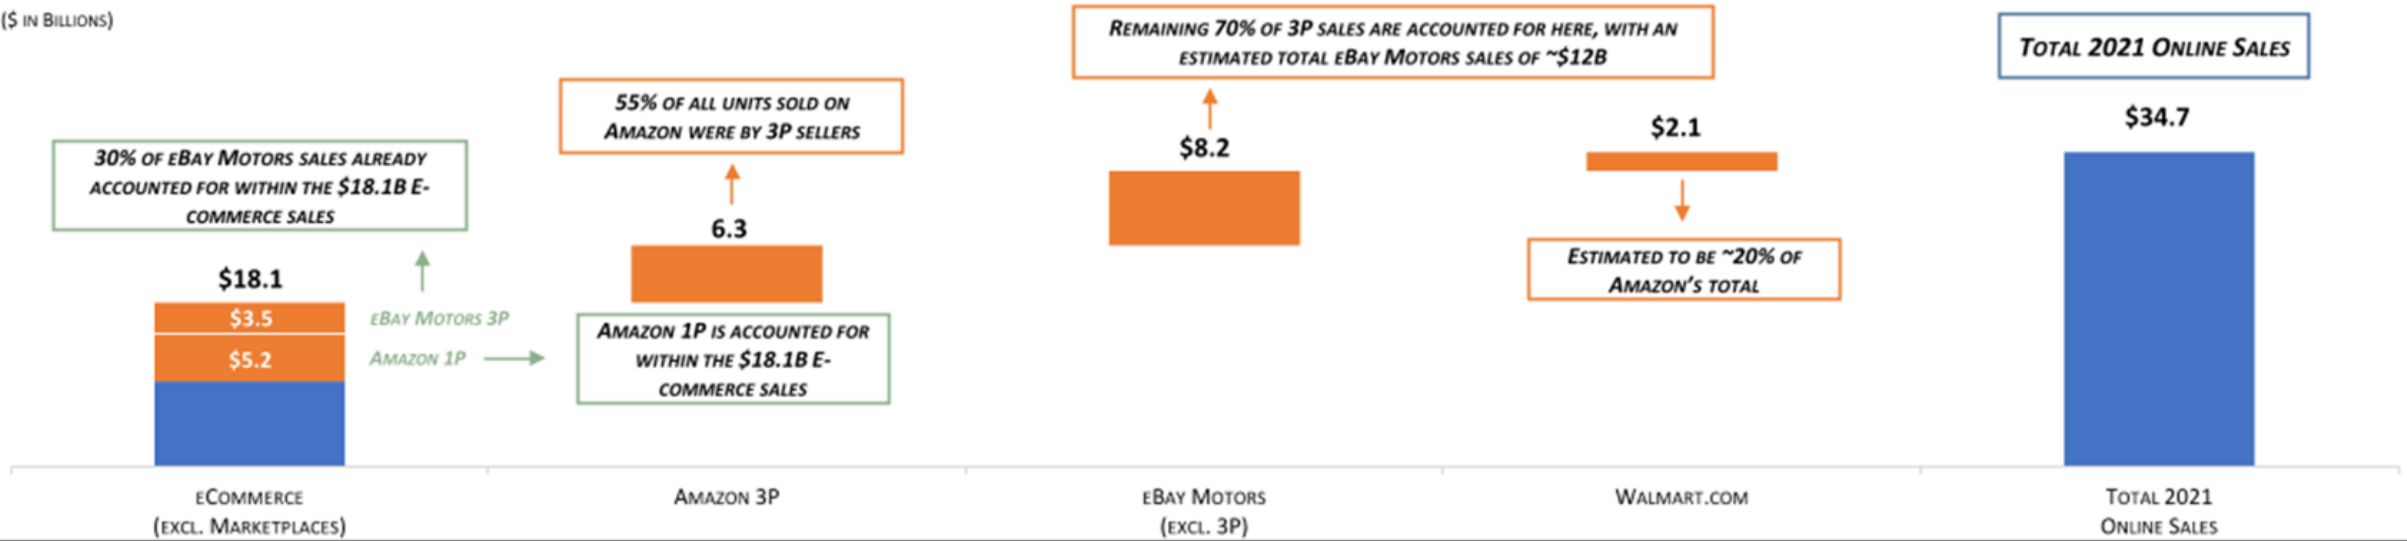 ($ IN BILLIONS)
30% OF EBAY MOTORS SALES ALREADY
ACCOUNTED FOR WITHIN THE $18.1B E-
COMMERCE SALES
$18.1
$3.5
EBAY MOTORS 3P
$5.2
AMAZON 1P
55% OF ALL UNITS SOLD ON
AMAZON WERE BY 3P SELLERS
6.3
AMAZON 1P IS ACCOUNTED FOR
WITHIN THE $18.1B E-
COMMERCE SALES
REMAINING 70% OF 3P SALES ARE ACCOUNTED FOR HERE, WITH AN
ESTIMATED TOTAL EBAY MOTORS SALES OF ~$12B
$8.2
$2.1
ESTIMATED TO BE ~20% OF
AMAZON'S TOTAL
TOTAL 2021 ONLINE SALES
$34.7
ECOMMERCE
(EXCL. MARKETPLACES)
AMAZON 3P
EBAY MOTORS
(EXCL. 3P)
WALMART.COM
TOTAL 2021
ONLINE SALES